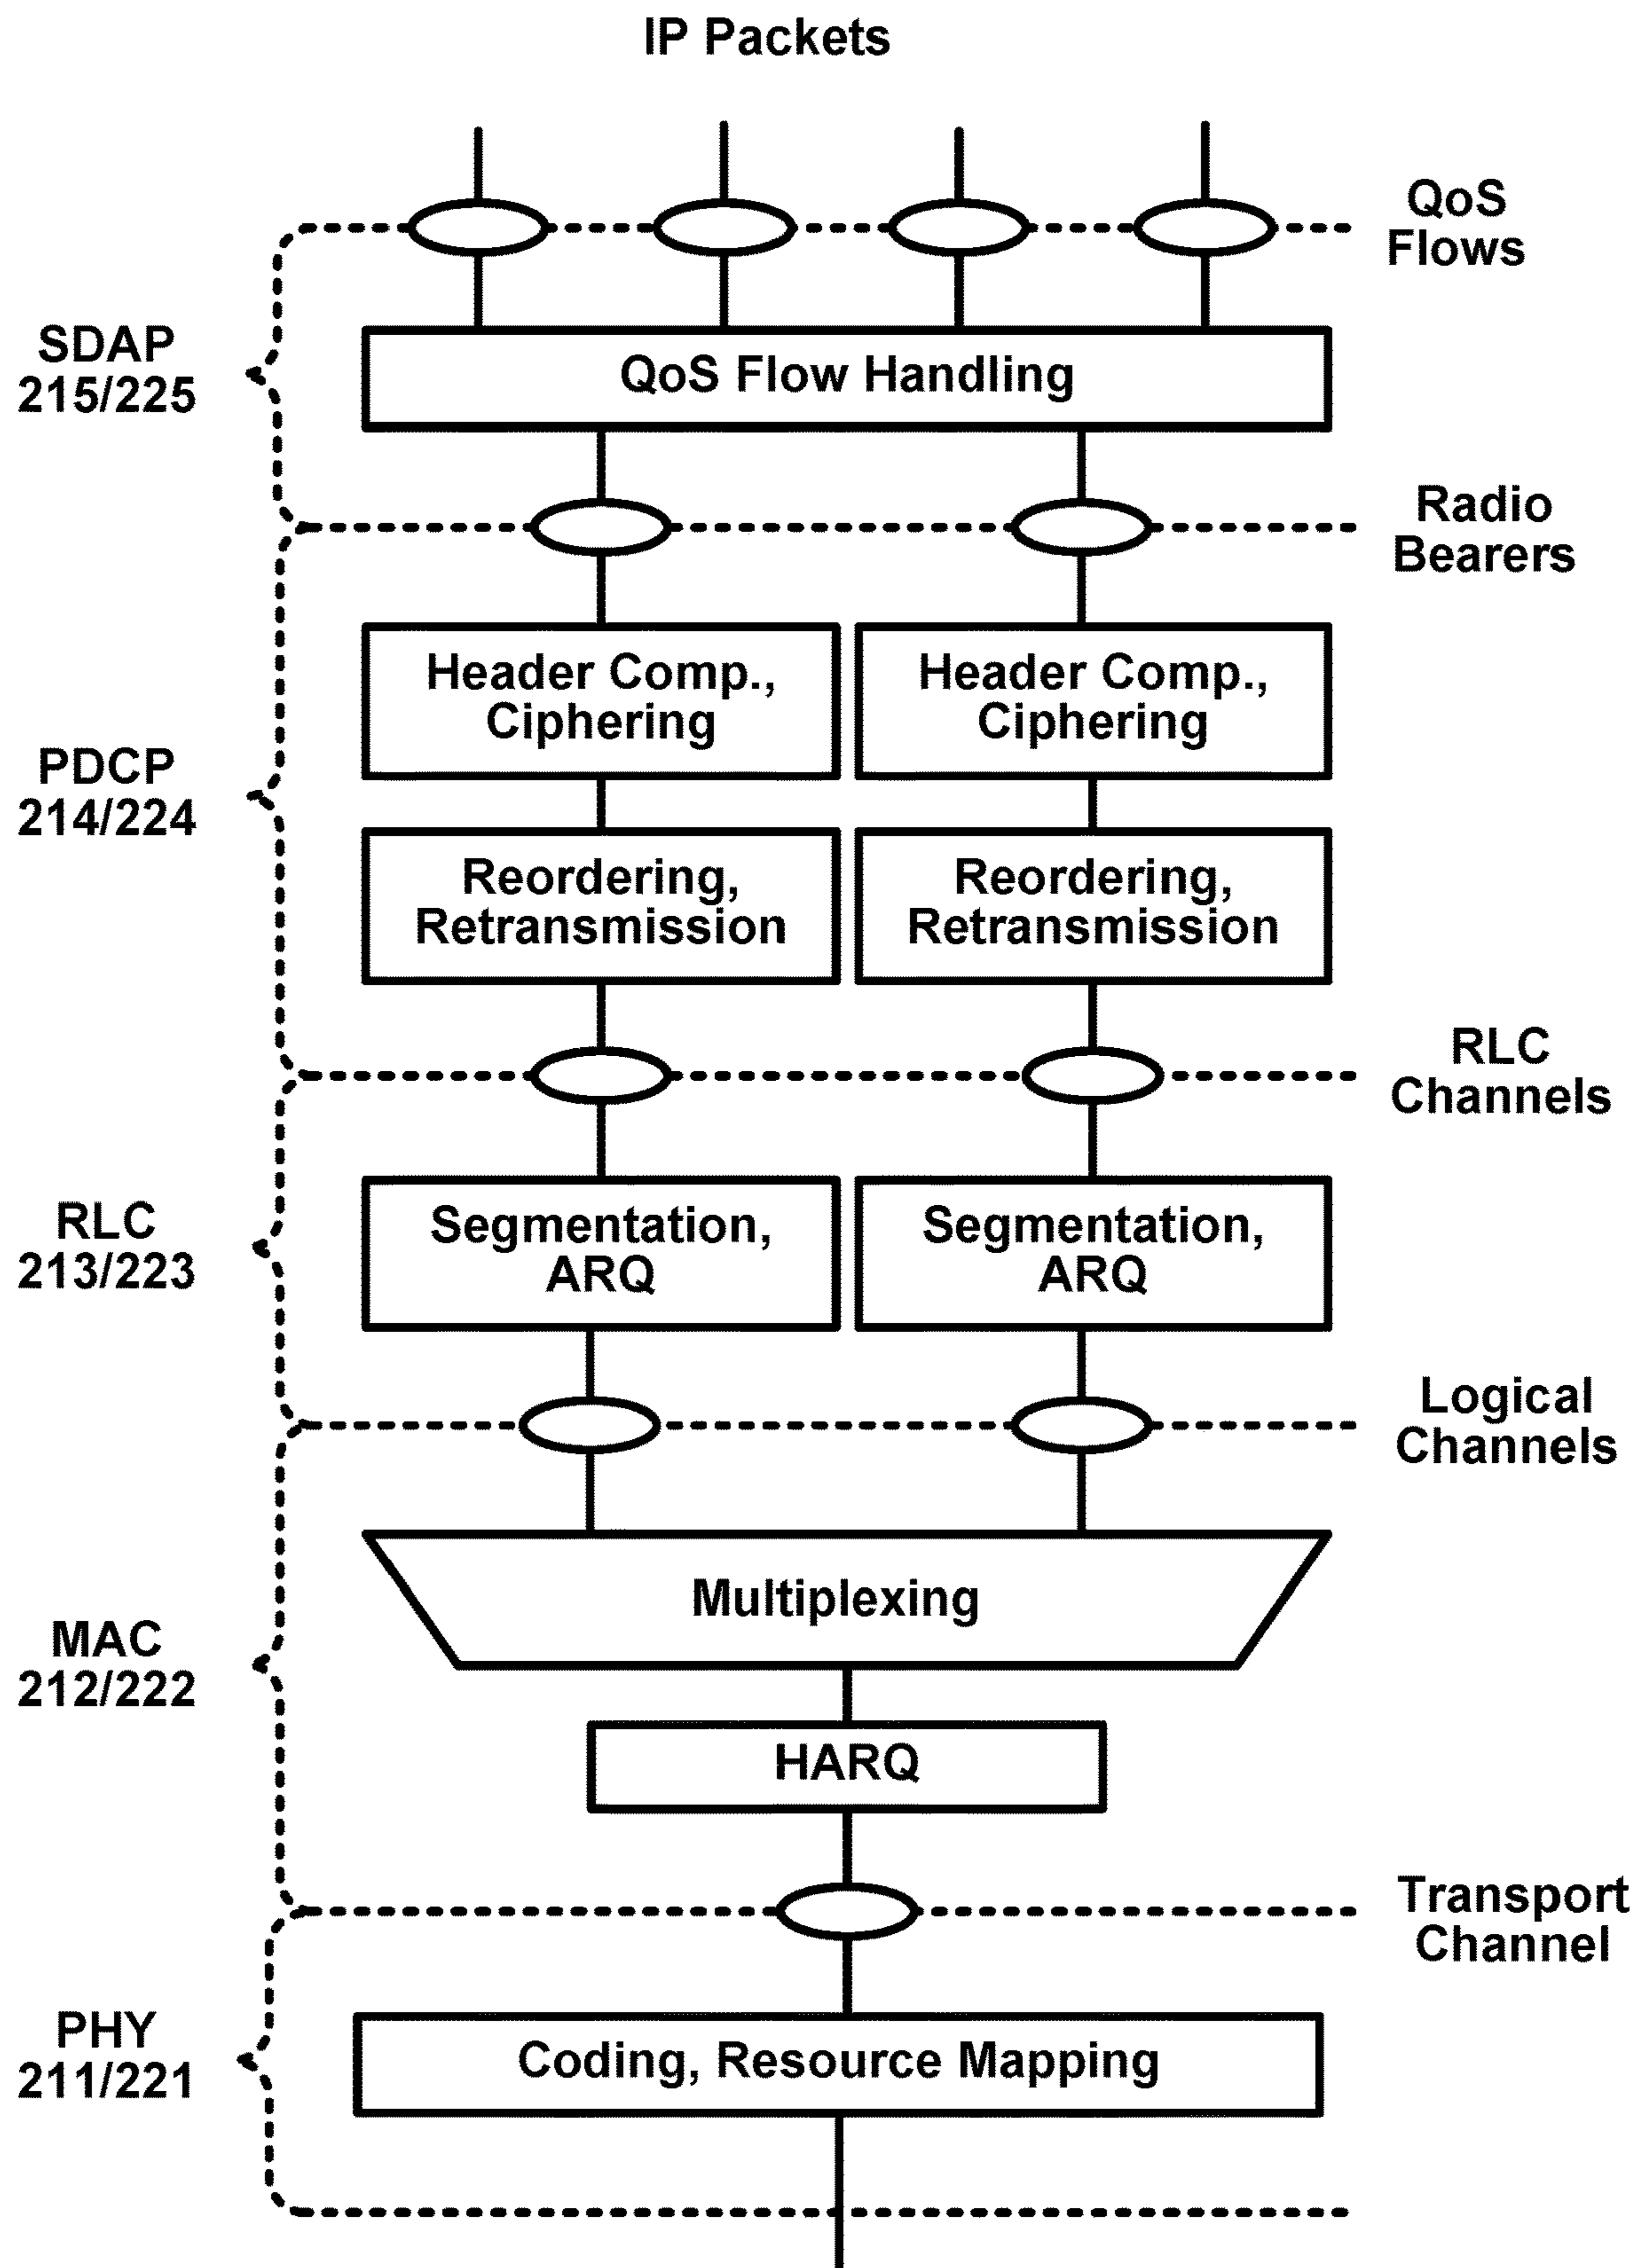 IP Packets
QoS
Flows
SDAP
215/225
QoS Flow Handling
Radio
Bearers
Header Comp.,
Ciphering
Header Comp.,
Ciphering
PDCP
214/224
Reordering,
Retransmission
Reordering,
Retransmission
RLC
Channels
RLC
213/223
Segmentation,
ARQ
Segmentation,
ARQ
Logical
Channels
Multiplexing
MAC
212/222
HARQ
Transport
Channel
PHY
211/221
Coding, Resource Mapping